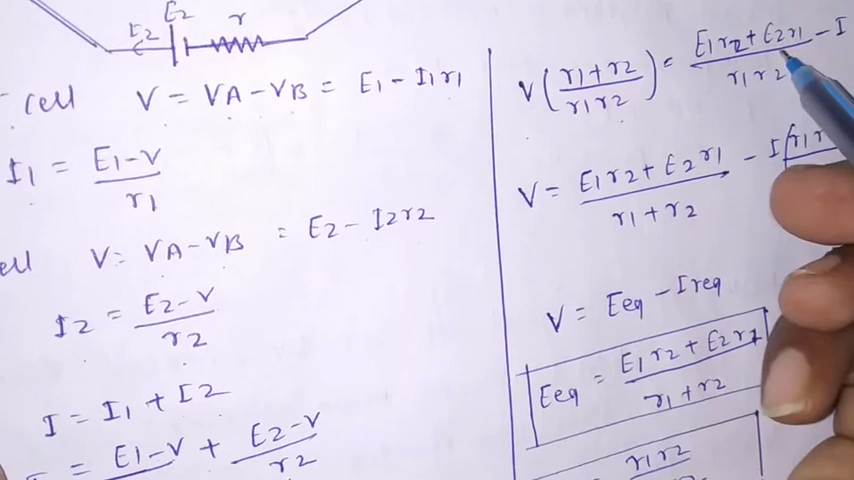 E2
E2 r
cell V = VA - VB = E1 - I1r1
I1 = E1-V / r1
V = VA-VB = E2 - I2r2
I2 = E2-V / r2
I = I1 + I2
= E1-V + E2-V / r2
V(r1+r2 / r1r2) = E1r2+E2r1 / r1r2 - I
V = E1r2+E2r1 / r1+r2 - I(r1r
V = Eeq - Ireq
Eeq = E1r2+E2r1 / r1+r2
r1r2